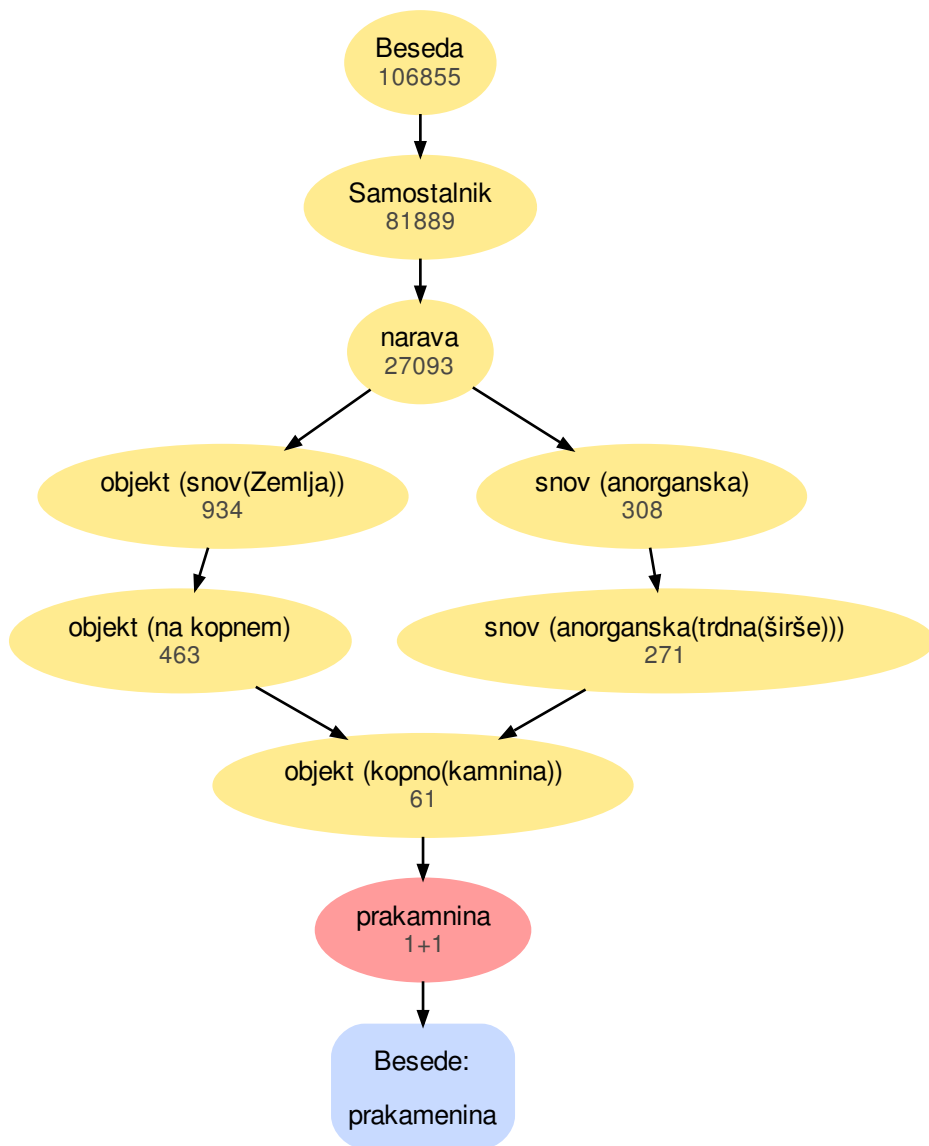 Beseda
106855
Samostalnik
81889
narava
27093
objekt (snov(Zemlja))
934
snov (anorganska)
308
objekt (na kopnem)
463
snov (anorganska(trdna(širše)))
271
objekt (kopno(kamnina))
61
prakamnina
1+1
Besede:
prakamenina